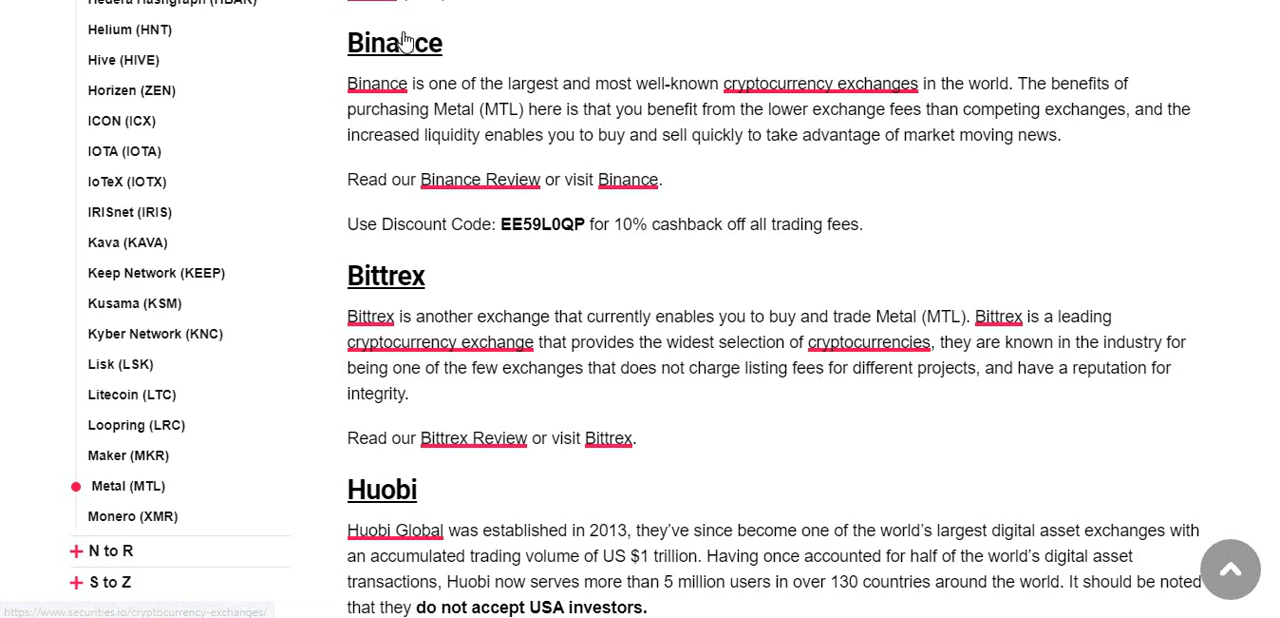 Hedera Hashgraph (HBAR)
Helium (HNT)
Hive (HIVE)
Horizen (ZEN)
ICON (ICX)
IOTA (IOTA)
IoTeX (IOTX)
IRISnet (IRIS)
Kava (KAVA)
Keep Network (KEEP)
Kusama (KSM)
Kyber Network (KNC)
Lisk (LSK)
Litecoin (LTC)
Loopring (LRC)
Maker (MKR)
Metal (MTL)
Monero (XMR)
N to R
S to Z
Binance
Binance is one of the largest and most well-known cryptocurrency exchanges in the world. The benefits of
purchasing Metal (MTL) here is that you benefit from the lower exchange fees than competing exchanges, and the
increased liquidity enables you to buy and sell quickly to take advantage of market moving news.
Read our Binance Review or visit Binance.
Use Discount Code: EE59L0QP for 10% cashback off all trading fees.
Bittrex
Bittrex is another exchange that currently enables you to buy and trade Metal (MTL). Bittrex is a leading
cryptocurrency exchange that provides the widest selection of cryptocurrencies, they are known in the industry for
being one of the few exchanges that does not charge listing fees for different projects, and have a reputation for
integrity.
Read our Bittrex Review or visit Bittrex.
Huobi
Huobi Global was established in 2013, they’ve since become one of the world’s largest digital asset exchanges with
an accumulated trading volume of US $1 trillion. Having once accounted for half of the world’s digital asset
transactions, Huobi now serves more than 5 million users in over 130 countries around the world. It should be noted
that they do not accept USA investors.
https://www.securities.io/cryptocurrency-exchanges/